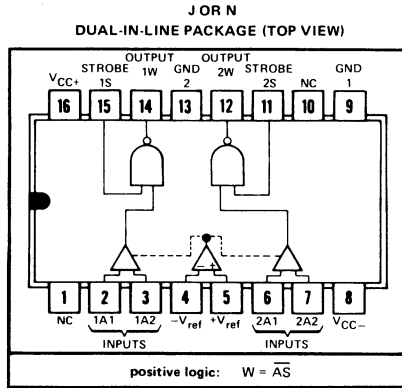 J OR N
DUAL-IN-LINE PACKAGE (TOP VIEW)
OUTPUT OUTPUT
STROBE 1W GND 2W STROBE GND
VCC+ 1S 2 2S NC 1
16 15 14 13 12 11 10 9
− +
1 2 3 4 5 6 7 8
NC 1A1 1A2 −Vref +Vref 2A1 2A2 VCC−
INPUTS INPUTS
positive logic: W = A̅S̅